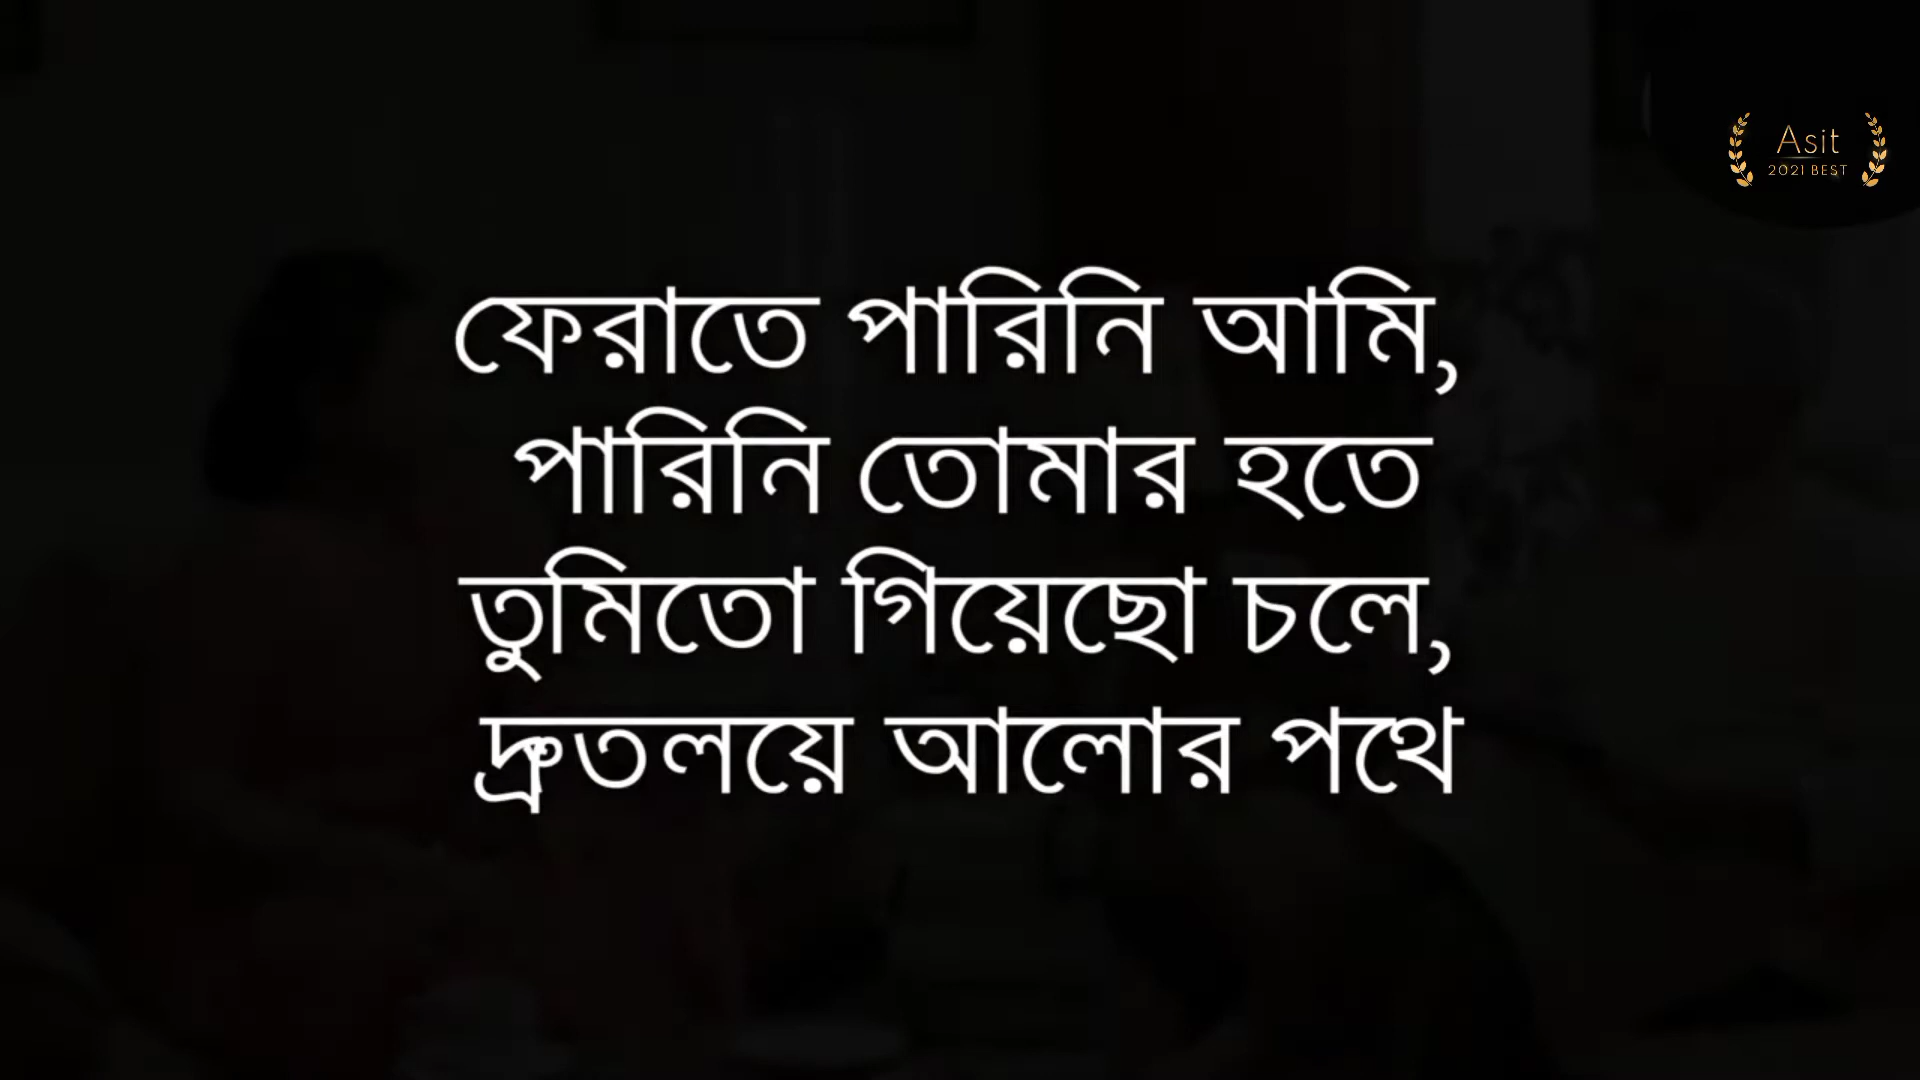 Asit
2021 BEST
ফেরাতে পারিনি আমি,
পারিনি তোমার হতে
তুমিতো গিয়েছো চলে,
দ্রুতলয়ে আলোর পথে